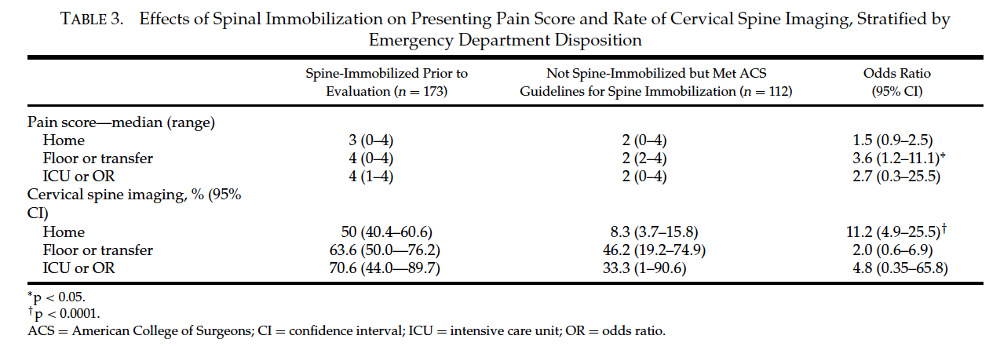 TABLE 3. Effects of Spinal Immobilization on Presenting Pain Score and Rate of Cervical Spine Imaging, Stratified by
Emergency Department Disposition
Spine-Immobilized Prior to Not Spine-Immobilized but Met ACS Odds Ratio
Evaluation (n = 173) Guidelines for Spine Immobilization (n = 112) (95% CI)
Pain score—median (range)
Home 3 (0–4) 2 (0–4) 1.5 (0.9–2.5)
Floor or transfer 4 (0–4) 2 (2–4) 3.6 (1.2–11.1)*
ICU or OR 4 (1–4) 2 (0–4) 2.7 (0.3–25.5)
Cervical spine imaging, % (95%
CI)
Home 50 (40.4–60.6) 8.3 (3.7–15.8) 11.2 (4.9–25.5)†
Floor or transfer 63.6 (50.0—76.2) 46.2 (19.2–74.9) 2.0 (0.6–6.9)
ICU or OR 70.6 (44.0—89.7) 33.3 (1–90.6) 4.8 (0.35–65.8)
*p < 0.05.
†p < 0.0001.
ACS = American College of Surgeons; CI = confidence interval; ICU = intensive care unit; OR = odds ratio.